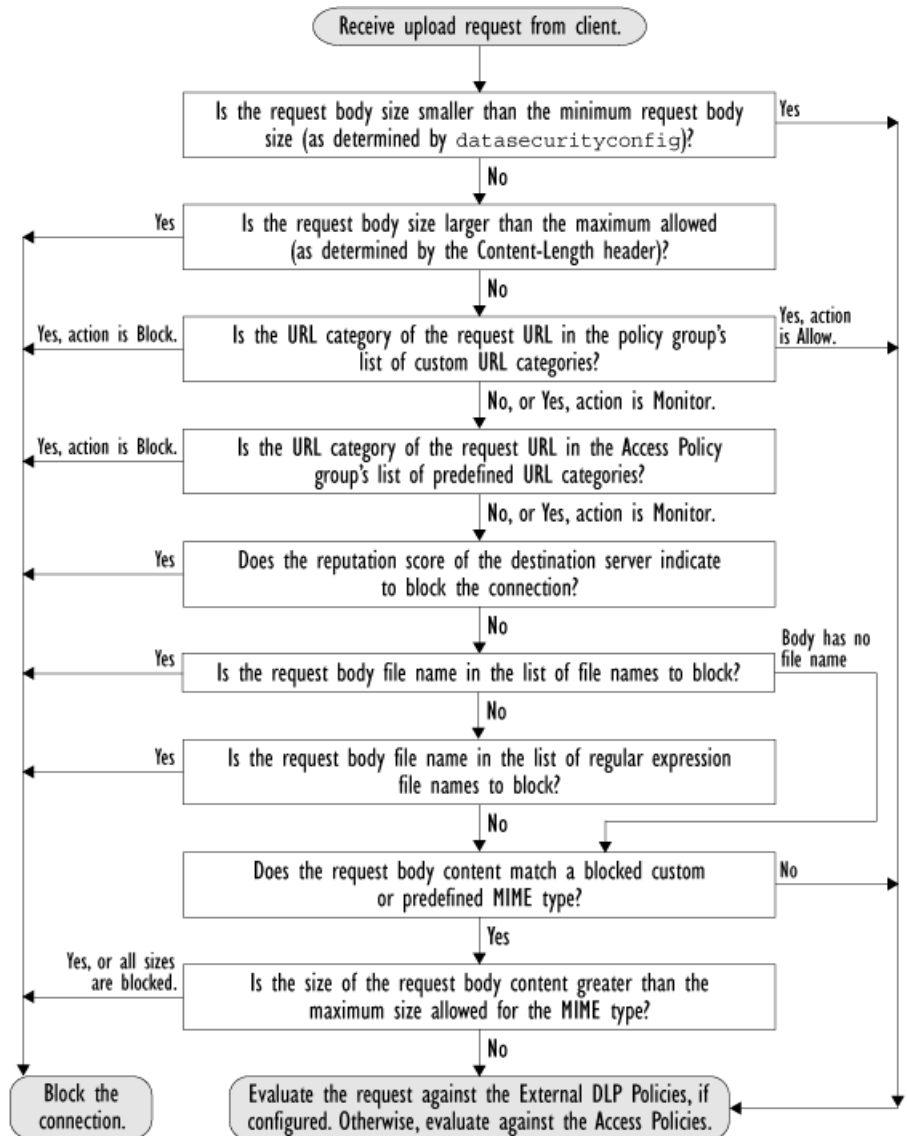 Receive upload request from client.
Is the request body size smaller than the minimum request body
size (as determined by datasecurityconfig)?
Yes
No
Yes
Is the request body size larger than the maximum allowed
(as determined by the Content-Length header)?
No
Yes, action is Block.
Is the URL category of the request URL in the policy group's
list of custom URL categories?
Yes, action
is Allow.
No, or Yes, action is Monitor.
Yes, action is Block.
Is the URL category of the request URL in the Access Policy
group's list of predefined URL categories?
No, or Yes, action is Monitor.
Yes
Does the reputation score of the destination server indicate
to block the connection?
No
Body has no
file name
Yes
Is the request body file name in the list of file names to block?
No
Yes
Is the request body file name in the list of regular expression
file names to block?
No
Does the request body content match a blocked custom
or predefined MIME type?
No
Yes
Yes, or all sizes
are blocked.
Is the size of the request body content greater than the
maximum size allowed for the MIME type?
No
Block the
connection.
Evaluate the request against the External DLP Policies, if
configured. Otherwise, evaluate against the Access Policies.